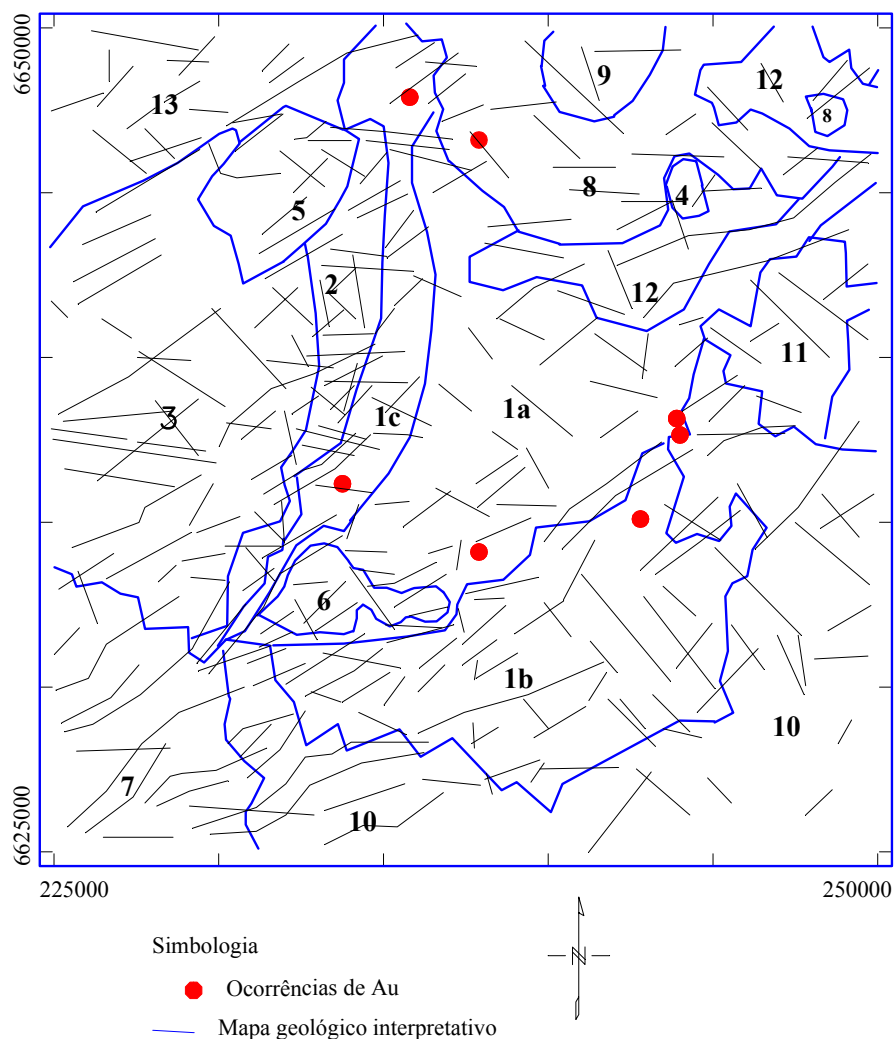 6650000
9
12
13
8
8
4
5
2
12
11
1c
1a
3
6
1b
10
7
10
6625000
225000
250000
N
Simbologia
Ocorrências de Au
Mapa geológico interpretativo